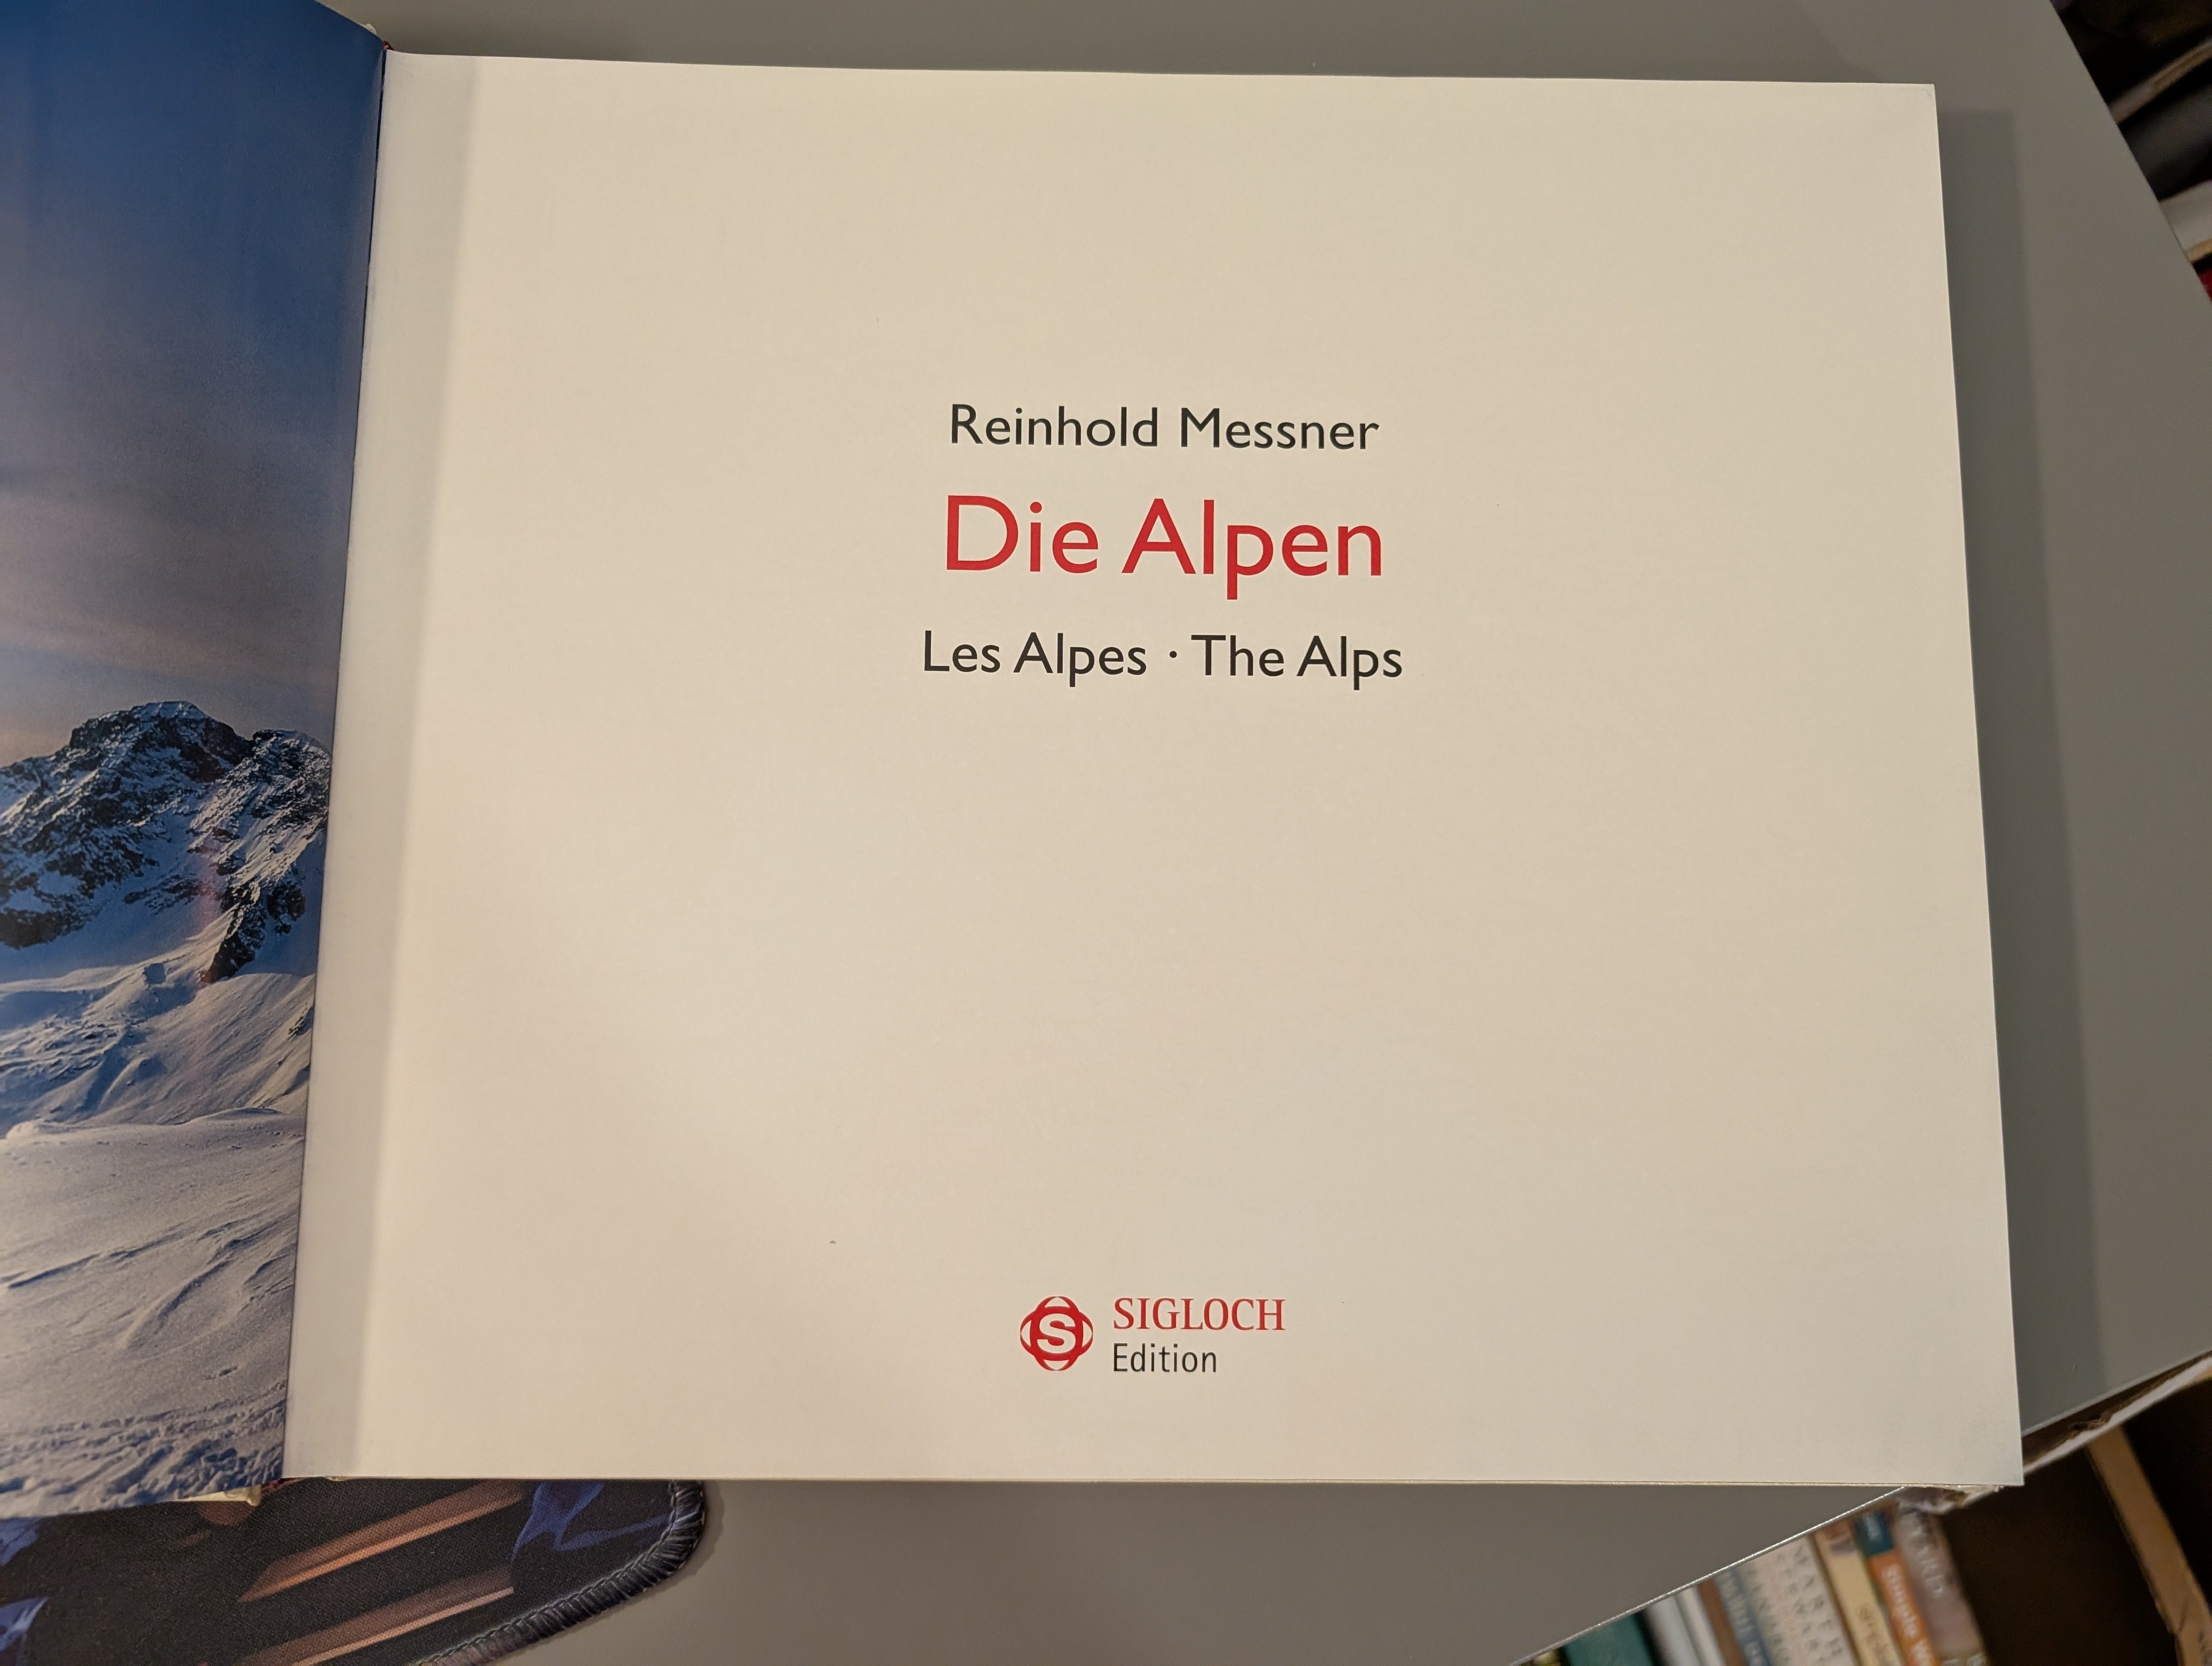 Reinhold Messner
Die Alpen
Les Alpes · The Alps
S
SIGLOCH
Edition